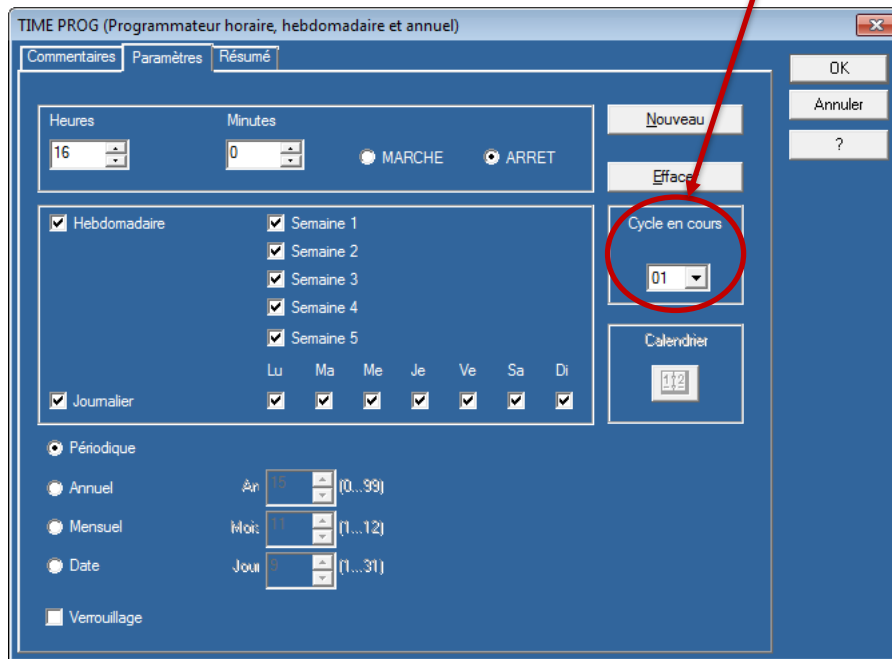 TIME PROG (Programmateur horaire, hebdomadaire et annuel)
Commentaires Paramètres Résumé
OK
Annuler
?
Heures Minutes
16 0 MARCHE ARRET
Nouveau
Efface
Hebdomadaire
Semaine 1
Semaine 2
Semaine 3
Semaine 4
Semaine 5
Lu Ma Me Je Ve Sa Di
Journalier
Cycle en cours
01
Calendrier
1 2
Périodique
Annuel An 15 (0...99)
Mensuel Mois 11 (1...12)
Date Jour 9 (1...31)
Verrouillage